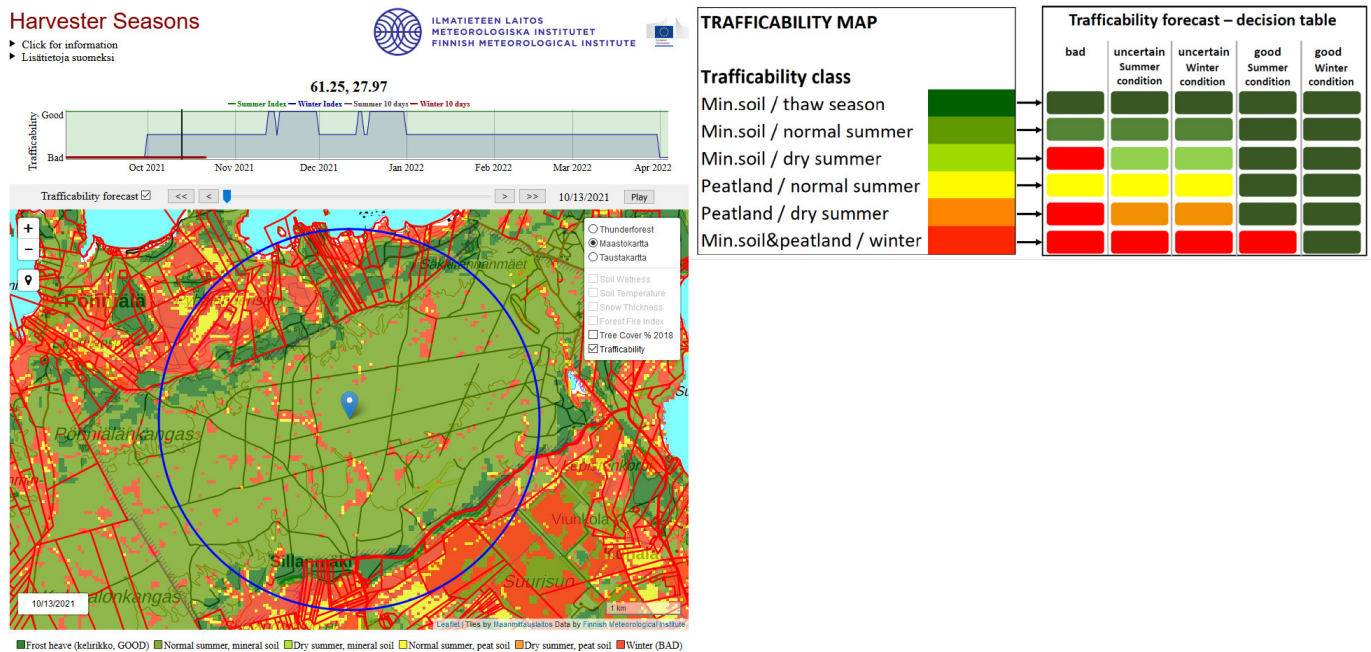 Harvester Seasons
Click for information
Lisätietoja suomeksi
ILMATIETEEN LAITOS
METEOROLOGISKA INSTITUTET
FINNISH METEOROLOGICAL INSTITUTE
61.25, 27.97
Summer Index Winter Index Summer 10 days Winter 10 days
Trafficability
Good
Bad
Oct 2021 Nov 2021 Dec 2021 Jan 2022 Feb 2022 Mar 2022 Apr 2022
Trafficability forecast << < > >> 10/13/2021 Play
+
−
Thunderforest
Maastokartta
Taustakartta
Soil Wetness
Soil Temperature
Snow Thickness
Forest Fire Index
Tree Cover % 2018
Trafficability
Pönniälä
Pönniälänkangas
Viunkola
Sillanmäki
Suurisuo
10/13/2021
1 km
Leaflet | Tiles by Maanmittauslaitos Data by Finnish Meteorological Institute
Frost heave (kelirikko, GOOD) Normal summer, mineral soil Dry summer, mineral soil Normal summer, peat soil Dry summer, peat soil Winter (BAD)
TRAFFICABILITY MAP
Trafficability class
Min.soil / thaw season
Min.soil / normal summer
Min.soil / dry summer
Peatland / normal summer
Peatland / dry summer
Min.soil&peatland / winter
Trafficability forecast – decision table
bad uncertain uncertain good good
Summer Winter Summer Winter
condition condition condition condition